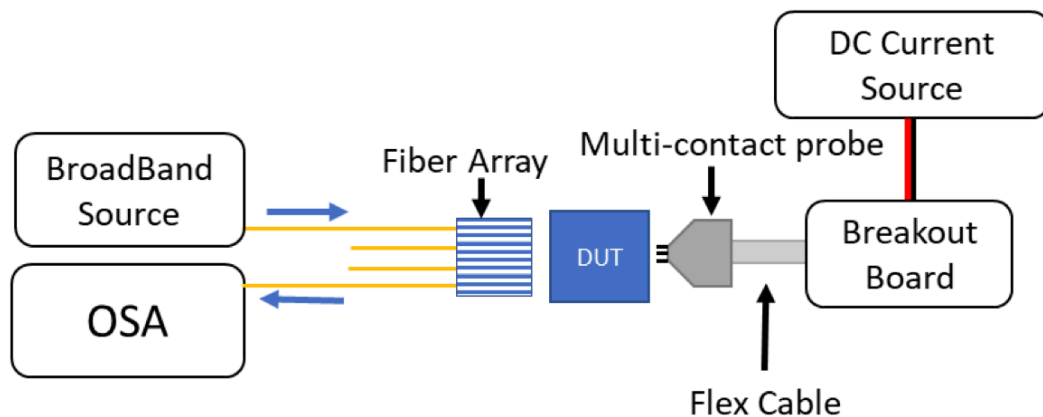 DC Current
Source
Multi-contact probe
Fiber Array
BroadBand
Source
Breakout
Board
DUT
OSA
Flex Cable